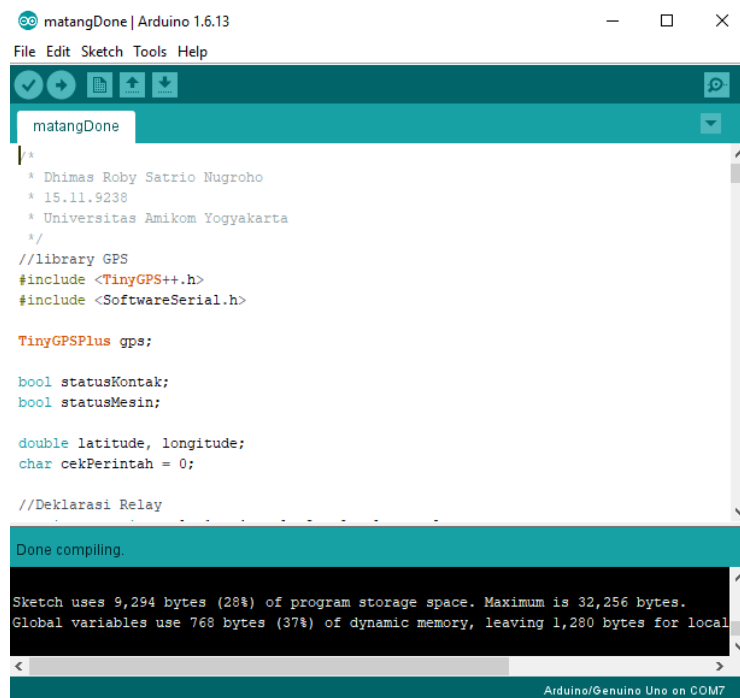 matangDone | Arduino 1.6.13
File Edit Sketch Tools Help
matangDone
/*
* Dhimas Roby Satrio Nugroho
* 15.11.9238
* Universitas Amikom Yogyakarta
*/
//library GPS
#include <TinyGPS++.h>
#include <SoftwareSerial.h>
TinyGPSPlus gps;
bool statusKontak;
bool statusMesin;
double latitude, longitude;
char cekPerintah = 0;
//Deklarasi Relay
Done compiling.
Sketch uses 9,294 bytes (28%) of program storage space. Maximum is 32,256 bytes.
Global variables use 768 bytes (37%) of dynamic memory, leaving 1,280 bytes for local
Arduino/Genuino Uno on COM7